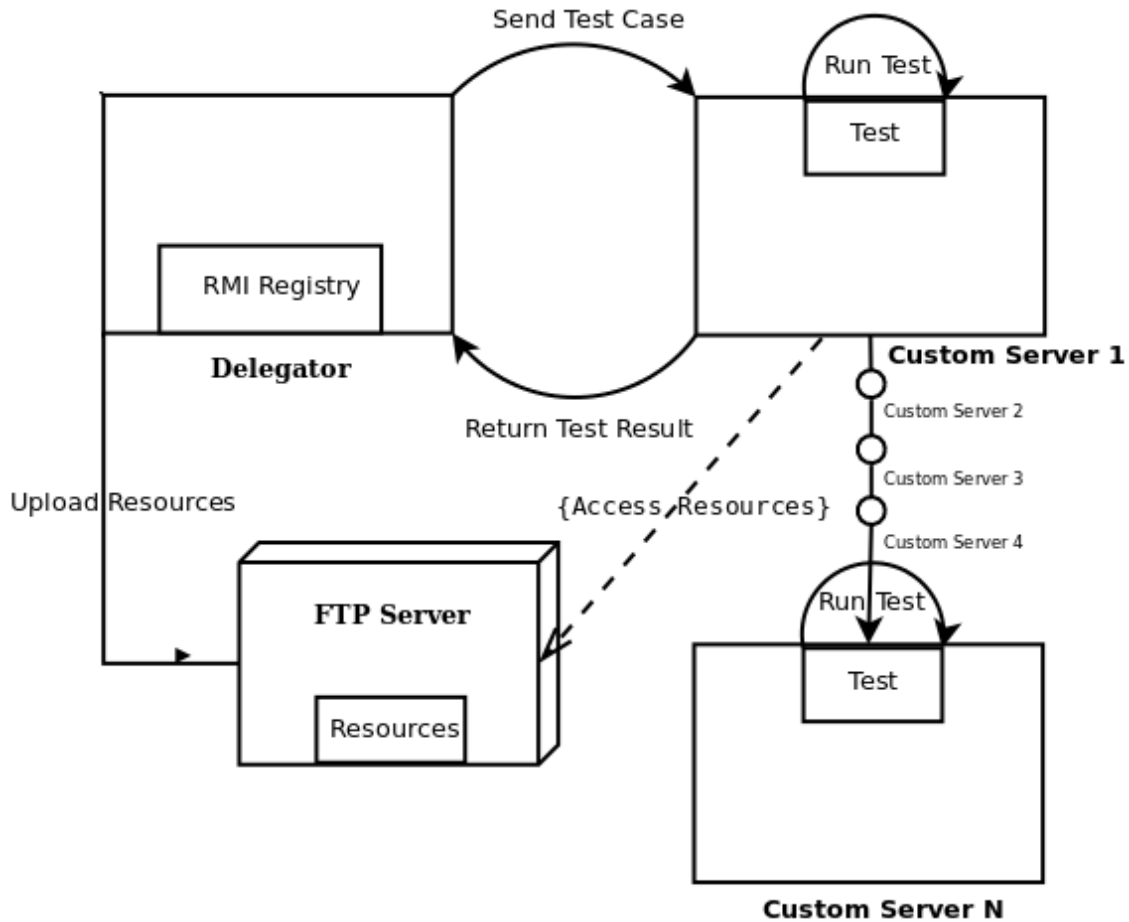 Send Test Case
Run Test
Test
RMI Registry
Delegator
Custom Server 1
Return Test Result
Custom Server 2
Custom Server 3
Upload Resources
{Access Resources}
Custom Server 4
Run Test
FTP Server
Test
Resources
Custom Server N